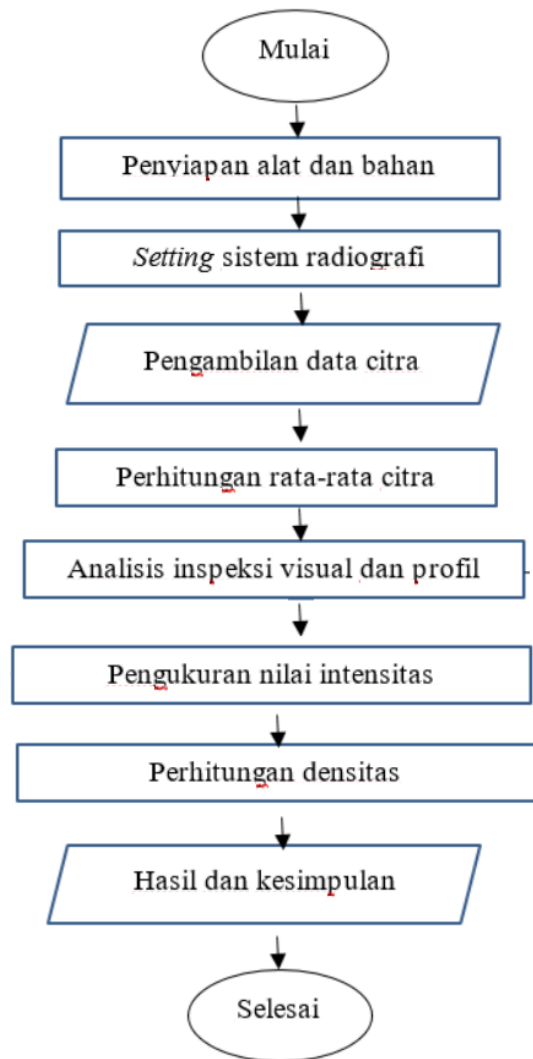 Mulai
Penyiapan alat dan bahan
Setting sistem radiografi
Pengambilan data citra
Perhitungan rata-rata citra
Analisis inspeksi visual dan profil
Pengukuran nilai intensitas
Perhitungan densitas
Hasil dan kesimpulan
Selesai